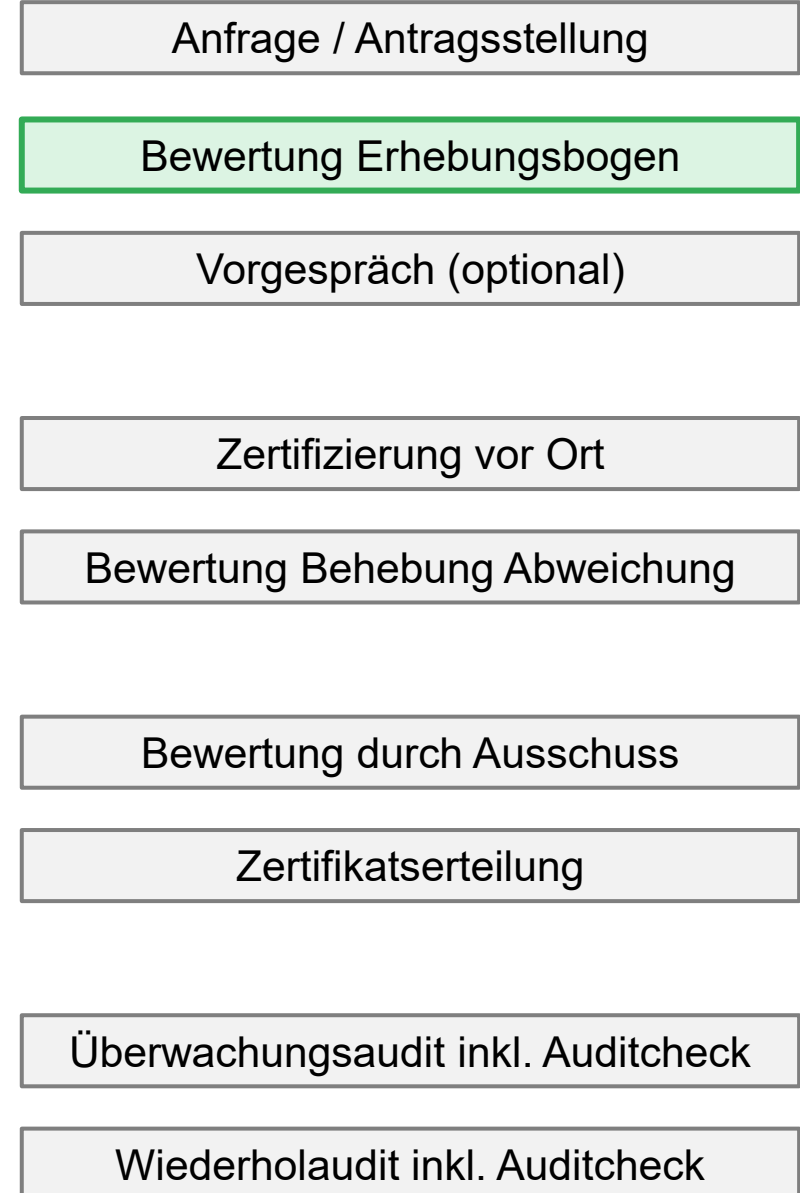 Anfrage / Antragsstellung
Bewertung Erhebungsbogen
Vorgespräch (optional)
Zertifizierung vor Ort
Bewertung Behebung Abweichung
Bewertung durch Ausschuss
Zertifikatserteilung
Überwachungsaudit inkl. Auditcheck
Wiederholaudit inkl. Auditcheck